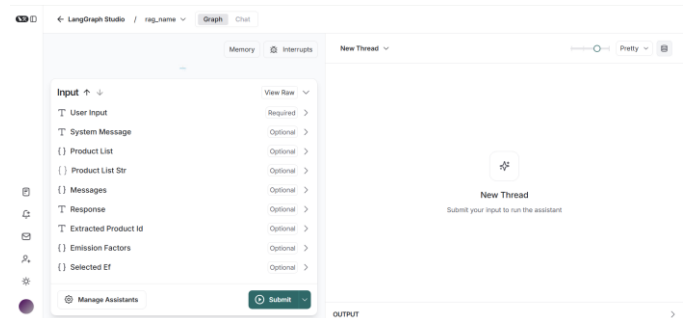 LangGraph Studio / rag_name Graph Chat
Memory Interrupts
New Thread
Pretty
Input
View Raw
User Input Required
System Message Optional
{ } Product List Optional
{ } Product List Str Optional
{ } Messages Optional
Response Optional
Extracted Product Id Optional
{ } Emission Factors Optional
{ } Selected Ef Optional
Manage Assistants
Submit
New Thread
Submit your input to run the assistant
OUTPUT